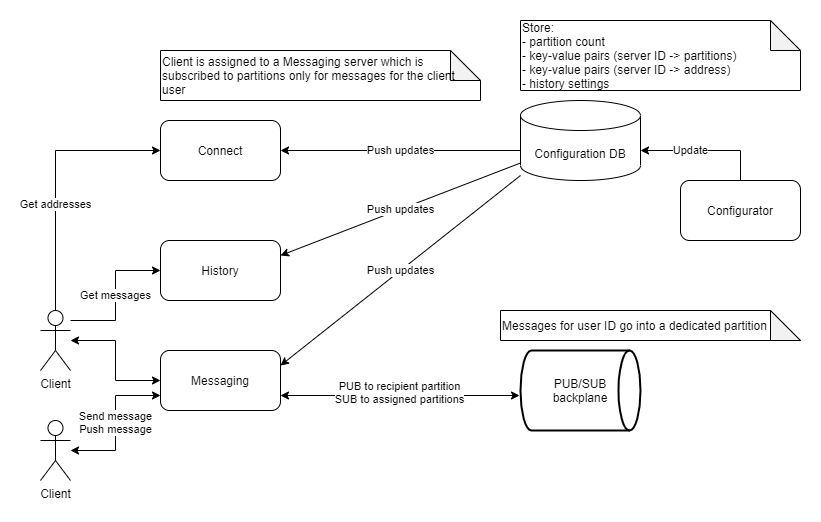 Store:
- partition count
- key-value pairs (server ID -> partitions)
- key-value pairs (server ID -> address)
- history settings
Client is assigned to a Messaging server which is
subscribed to partitions only for messages for the client
user
Connect
Push updates
Configuration DB
Update
Get addresses
Push updates
Configurator
History
Push updates
Get messages
Messages for user ID go into a dedicated partition
Client
Messaging
PUB to recipient partition
SUB to assigned partitions
PUB/SUB
backplane
Send message
Push message
Client